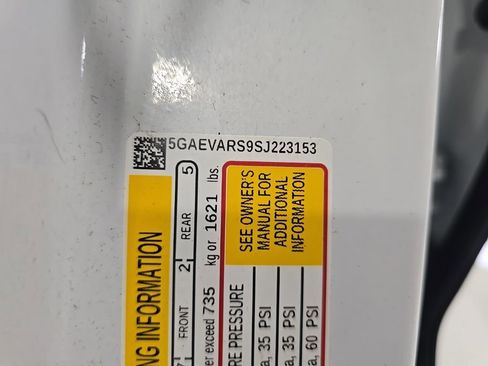 5GAEVARS9SJ223153
NG INFORMATION
7 FRONT 2 REAR 5
er exceed 735 kg or 1621 lbs.
RE PRESSURE
a, 35 PSI
a, 35 PSI
a, 60 PSI
SEE OWNER'S
MANUAL FOR
ADDITIONAL
INFORMATION